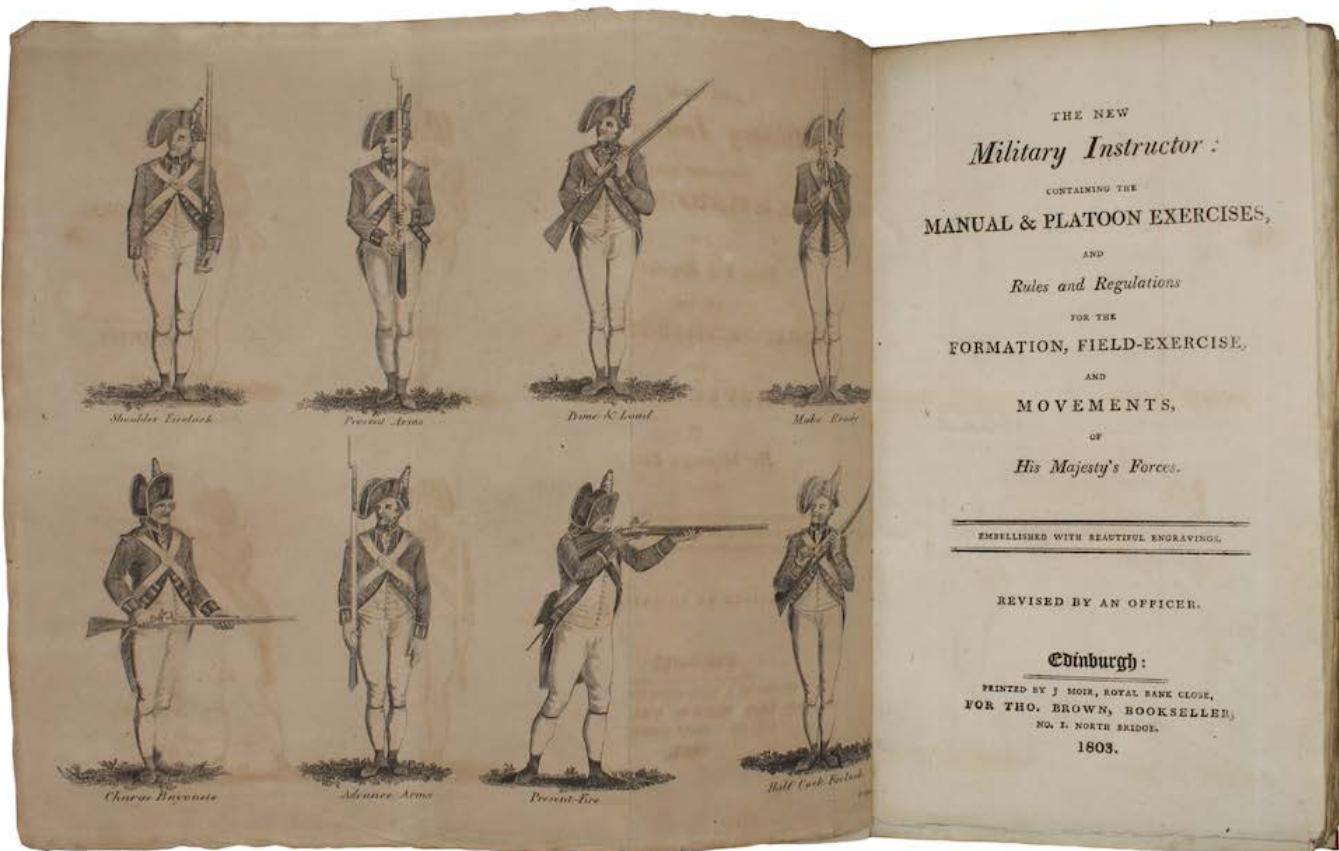 Shoulder Firelock
Present Arms
Prime & Load
Make Ready
Charge Bayonets
Advance Arms
Present-Fire
Half Cock Firelock
THE NEW
Military Instructor:
CONTAINING THE
MANUAL & PLATOON EXERCISES,
AND
Rules and Regulations
FOR THE
FORMATION, FIELD-EXERCISE,
AND
MOVEMENTS,
OF
His Majesty's Forces.
EMBELLISHED WITH BEAUTIFUL ENGRAVINGS.
REVISED BY AN OFFICER.
Edinburgh:
PRINTED BY J MOIR, ROYAL BANK CLOSE,
FOR THO. BROWN, BOOKSELLER,
NO. 1. NORTH BRIDGE.
1803.